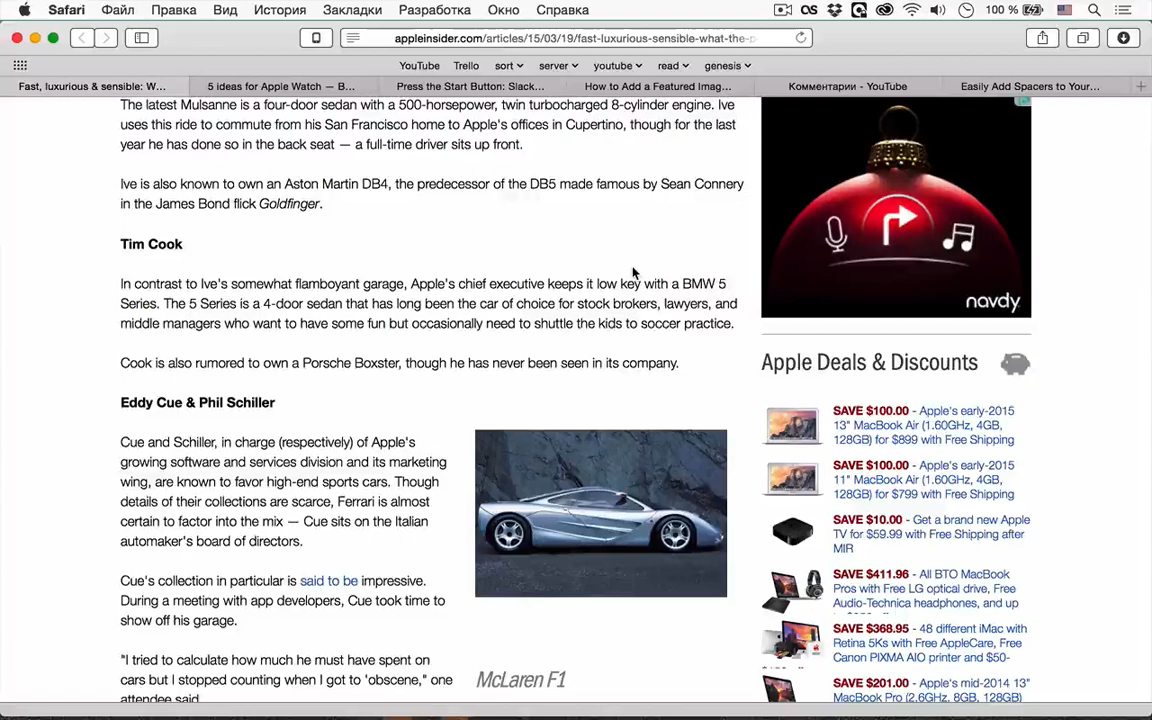 Safari Файл Правка Вид История Закладки Разработка Окно Справка 100 %
appleinsider.com/articles/15/03/19/fast-luxurious-sensible-what-the-p
YouTube Trello sort server youtube read genesis
Fast, luxurious & sensible: W... 5 ideas for Apple Watch — B... Press the Start Button: Slack... How to Add a Featured Imag... Комментарии - YouTube Easily Add Spacers to Your...
The latest Mulsanne is a four-door sedan with a 500-horsepower, twin turbocharged 8-cylinder engine. Ive
uses this ride to commute from his San Francisco home to Apple's offices in Cupertino, though for the last
year he has done so in the back seat — a full-time driver sits up front.
Ive is also known to own an Aston Martin DB4, the predecessor of the DB5 made famous by Sean Connery
in the James Bond flick Goldfinger.
Tim Cook
In contrast to Ive's somewhat flamboyant garage, Apple's chief executive keeps it low key with a BMW 5
Series. The 5 Series is a 4-door sedan that has long been the car of choice for stock brokers, lawyers, and
middle managers who want to have some fun but occasionally need to shuttle the kids to soccer practice.
Cook is also rumored to own a Porsche Boxster, though he has never been seen in its company.
Eddy Cue & Phil Schiller
Cue and Schiller, in charge (respectively) of Apple's
growing software and services division and its marketing
wing, are known to favor high-end sports cars. Though
details of their collections are scarce, Ferrari is almost
certain to factor into the mix — Cue sits on the Italian
automaker's board of directors.
Cue's collection in particular is said to be impressive.
During a meeting with app developers, Cue took time to
show off his garage.
"I tried to calculate how much he must have spent on
cars but I stopped counting when I got to 'obscene,'" one
attendee said.
McLaren F1
navdy
Apple Deals & Discounts
SAVE $100.00 - Apple's early-2015
13" MacBook Air (1.60GHz, 4GB,
128GB) for $899 with Free Shipping
SAVE $100.00 - Apple's early-2015
11" MacBook Air (1.60GHz, 4GB,
128GB) for $799 with Free Shipping
SAVE $10.00 - Get a brand new Apple
TV for $59.99 with Free Shipping after
MIR
SAVE $411.96 - All BTO MacBook
Pros with Free LG optical drive, Free
Audio-Technica headphones, and up
SAVE $368.95 - 48 different iMac with
Retina 5Ks with Free AppleCare, Free
Canon PIXMA AIO printer and $50-
SAVE $201.00 - Apple's mid-2014 13"
MacBook Pro (2.6GHz, 8GB, 128GB)